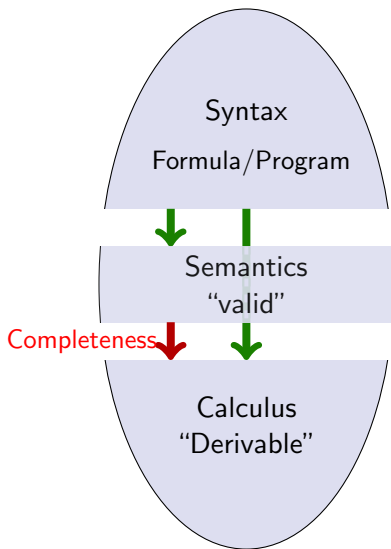 Syntax
Formula/Program
Semantics
“valid”
Completeness
Calculus
“Derivable”